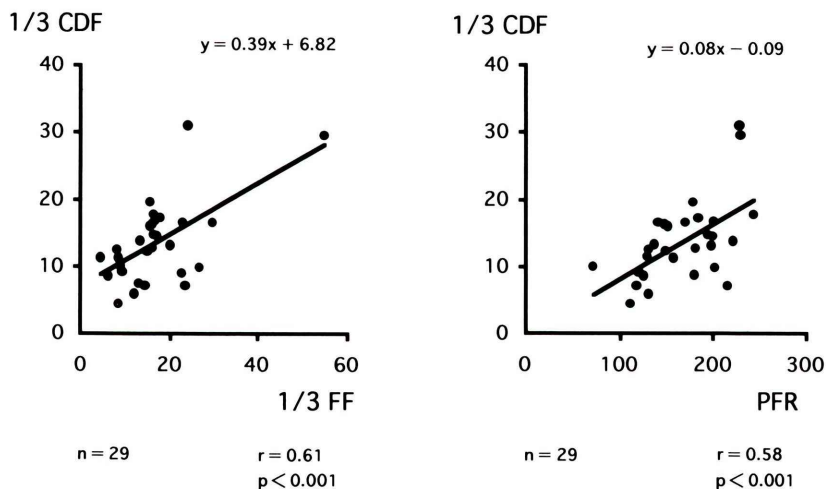 1/3 CDF
y = 0.39x + 6.82
40
30
20
10
0
0 20 40 60
1/3 FF
n = 29
r = 0.61
p < 0.001
1/3 CDF
y = 0.08x − 0.09
40
30
20
10
0
0 100 200 300
PFR
n = 29
r = 0.58
p < 0.001